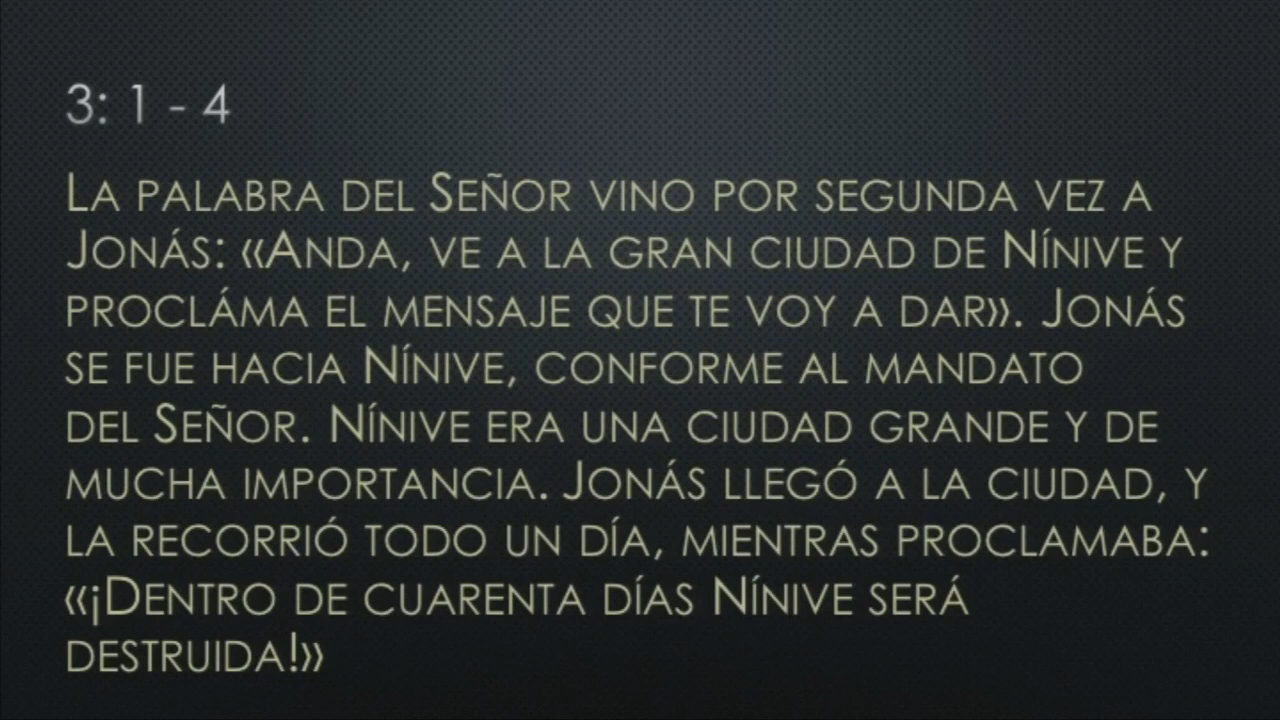 3: 1 - 4
La palabra del Señor vino por segunda vez a
Jonás: «Anda, ve a la gran ciudad de Nínive y
procláma el mensaje que te voy a dar». Jonás
se fue hacia Nínive, conforme al mandato
del Señor. Nínive era una ciudad grande y de
mucha importancia. Jonás llegó a la ciudad, y
la recorrió todo un día, mientras proclamaba:
«¡Dentro de cuarenta días Nínive será
destruida!»